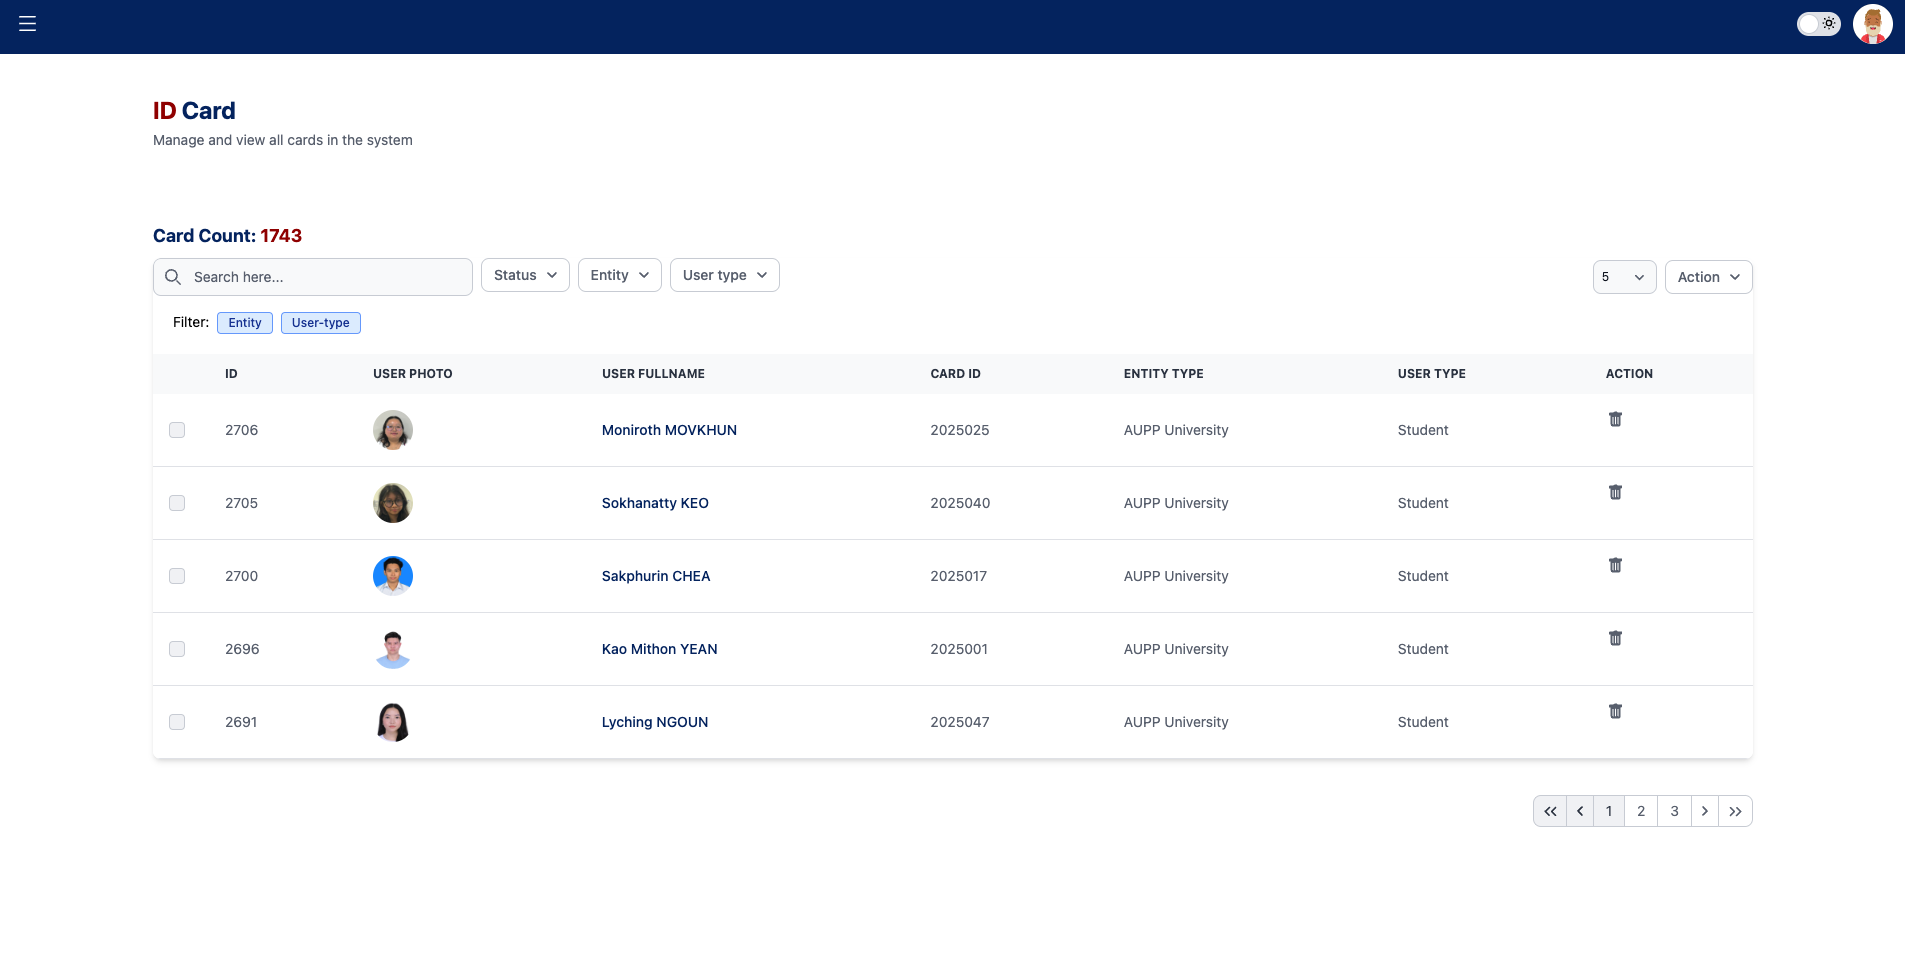 ID Card
Manage and view all cards in the system
Card Count: 1743
Search here...
Status
Entity
User type
5
Action
Filter: Entity User-type
ID USER PHOTO USER FULLNAME CARD ID ENTITY TYPE USER TYPE ACTION
2706 Moniroth MOVKHUN 2025025 AUPP University Student
2705 Sokhanatty KEO 2025040 AUPP University Student
2700 Sakphurin CHEA 2025017 AUPP University Student
2696 Kao Mithon YEAN 2025001 AUPP University Student
2691 Lyching NGOUN 2025047 AUPP University Student
1 2 3